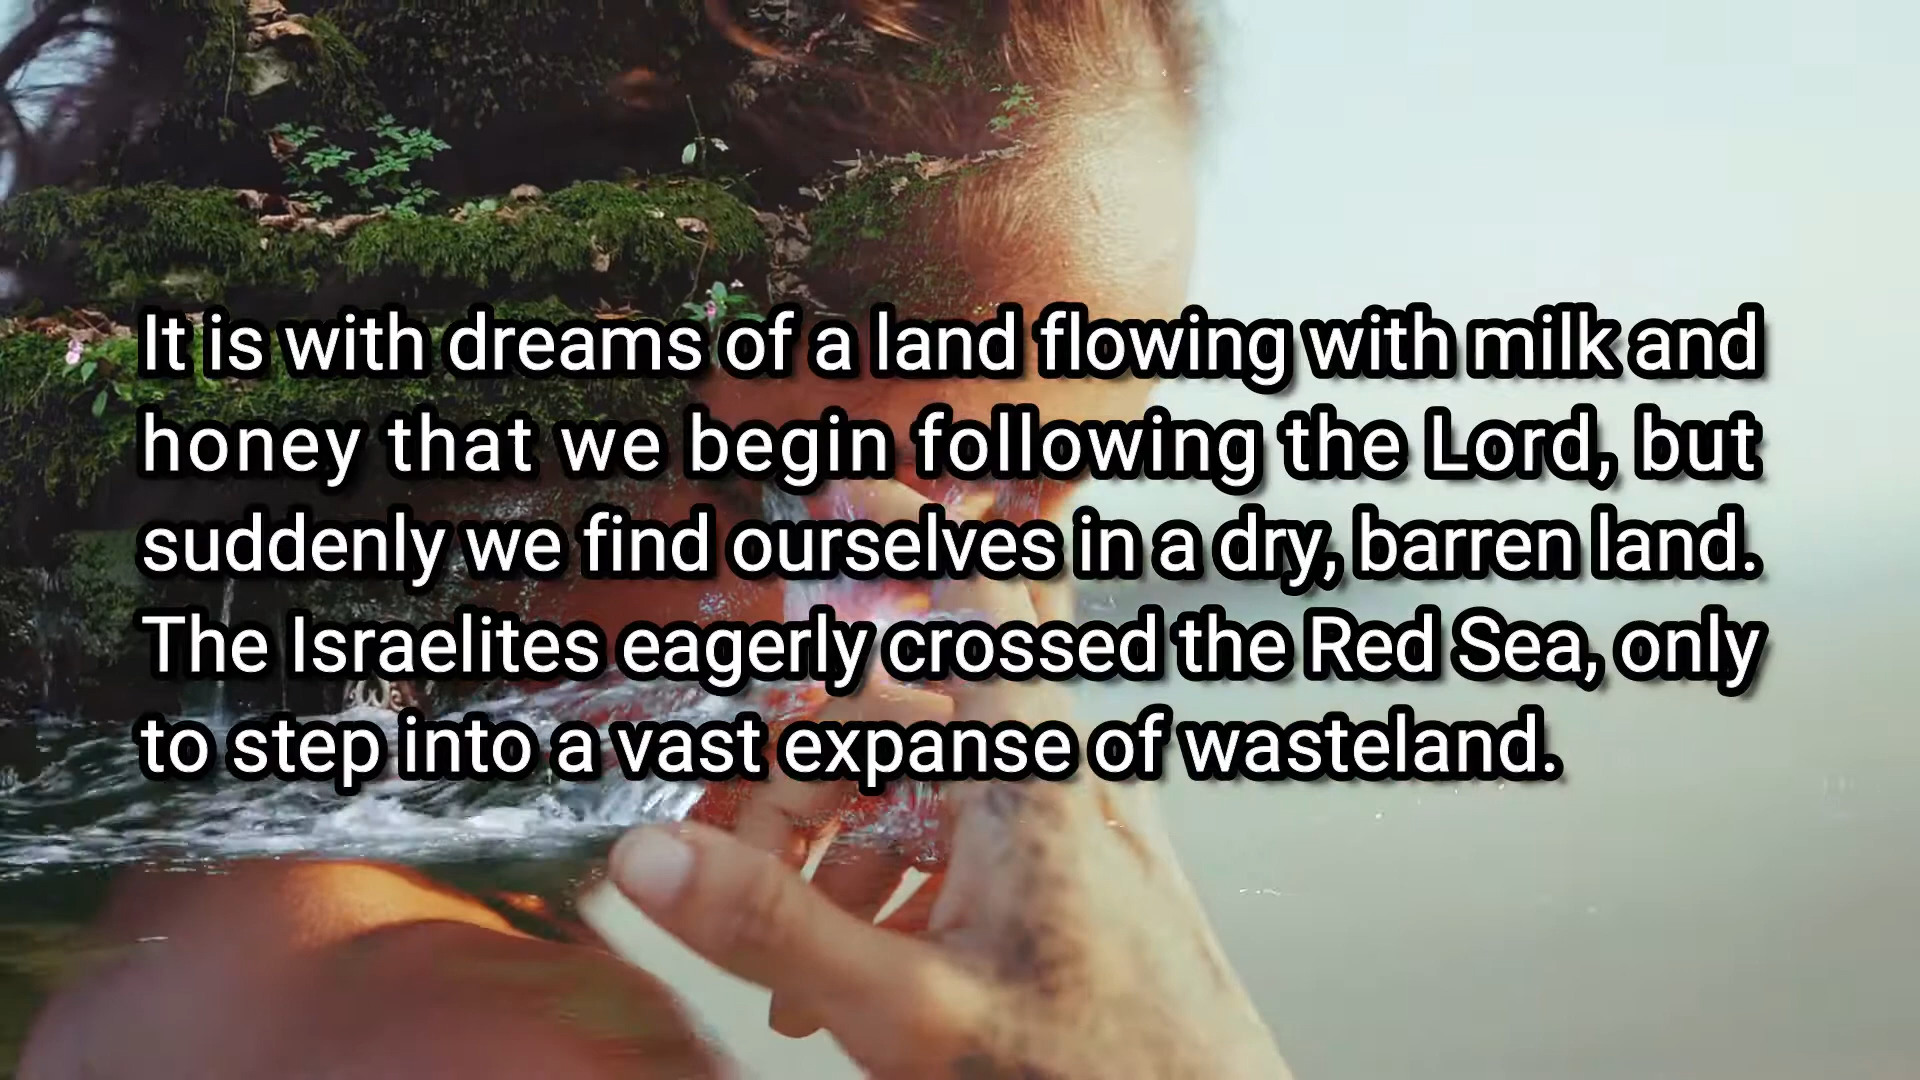 It is with dreams of a land flowing with milk and
honey that we begin following the Lord, but
suddenly we find ourselves in a dry, barren land.
The Israelites eagerly crossed the Red Sea, only
to step into a vast expanse of wasteland.